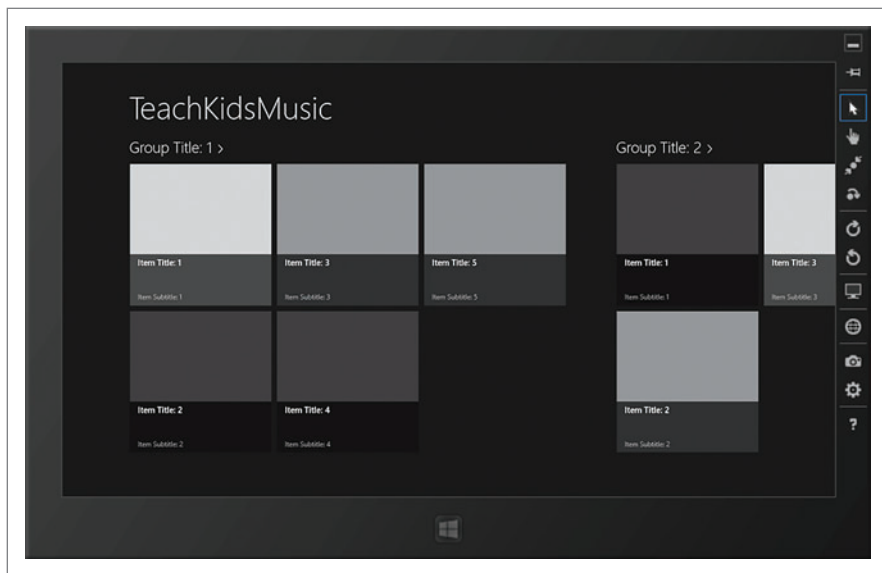 TeachKidsMusic
Group Title: 1 >
Item Title: 1
Item Subtitle: 1
Item Title: 3
Item Subtitle: 3
Item Title: 5
Item Subtitle: 5
Item Title: 2
Item Subtitle: 2
Item Title: 4
Item Subtitle: 4
Group Title: 2 >
Item Title: 1
Item Subtitle: 1
Item Title: 3
Item Subtitle: 3
Item Title: 2
Item Subtitle: 2
?